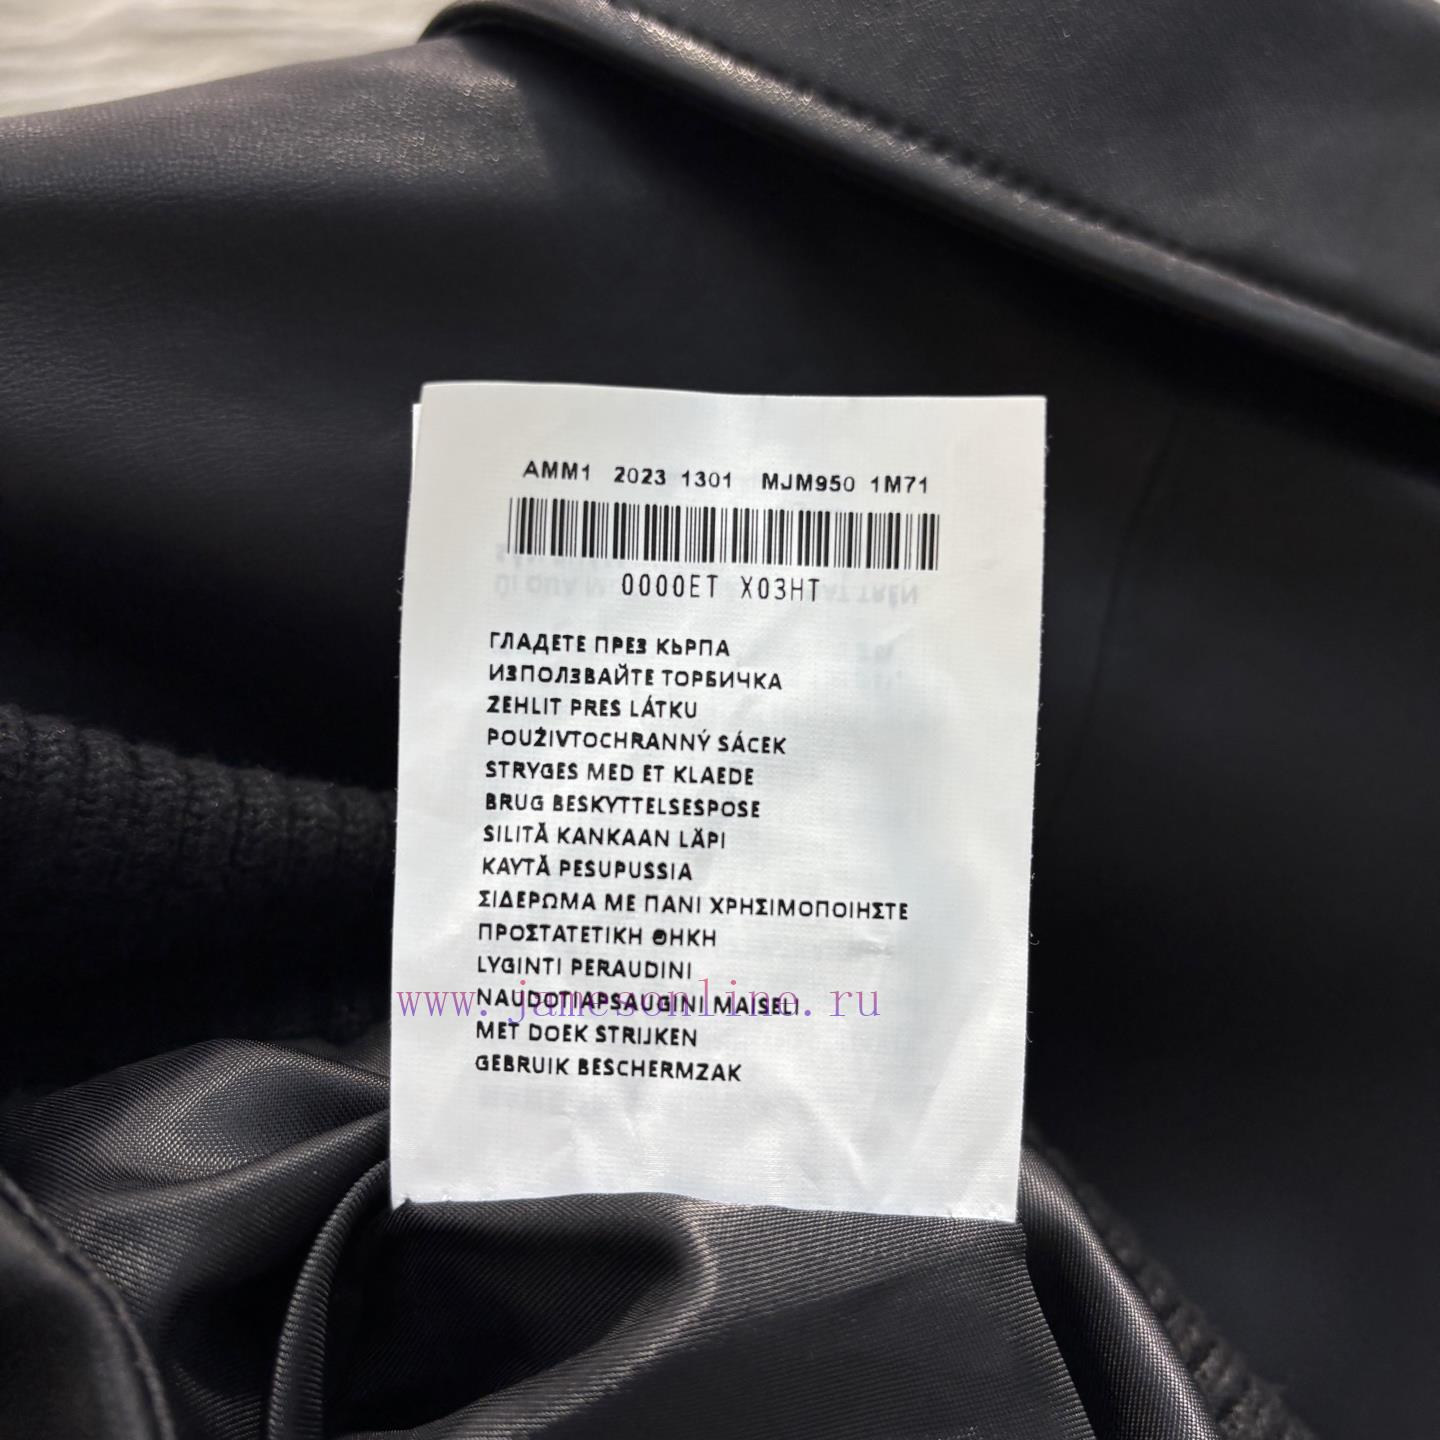 AMM1 2023 1301 MJM950 1M71
0000ET X03HT
ГЛАДЕТЕ ПРЕЗ КЪРПА
ИЗПОЛЗВАЙТЕ ТОРБИЧКА
ZEHLIT PRES LÁTKU
POUŽIVTOCHRANNÝ SÁCEK
STRYGES MED ET KLAEDE
BRUG BESKYTTELSESPOSE
SILITÄ KANKAAN LÄPI
KAYTÄ PESUPUSSIA
ΣΙΔΕΡΩΜΑ ΜΕ ΠΑΝΙ ΧΡΗΣΙΜΟΠΟΙΗΣΤΕ
ΠΡΟΣΤΑΤΕΤΙΚΗ ΘΗΚΗ
LYGINTI PERAUDINI
NAUDOTIAPSAUGINI MAISELI
www.jamesonline.ru
MET DOEK STRIJKEN
GEBRUIK BESCHERMZAK